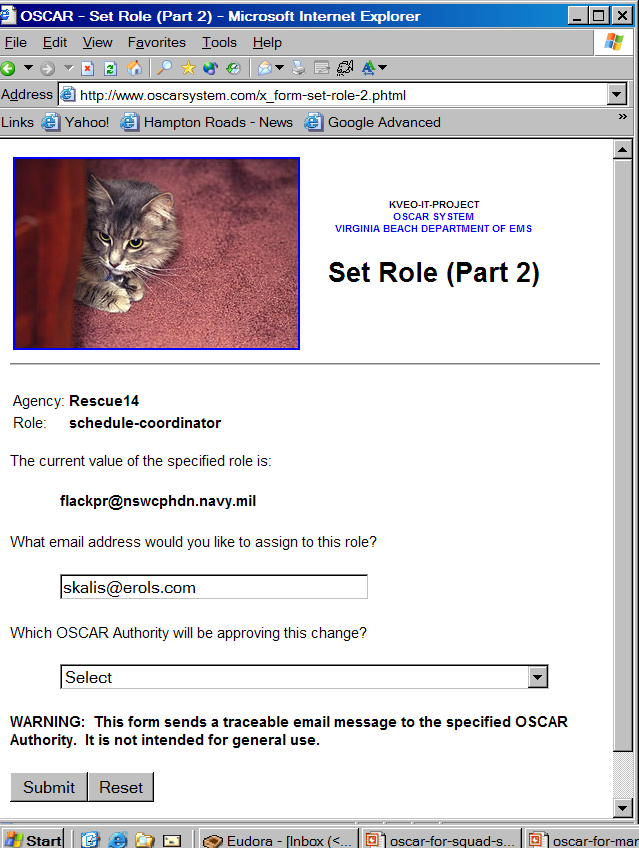 OSCAR - Set Role (Part 2) - Microsoft Internet Explorer
File Edit View Favorites Tools Help
Address http://www.oscarsystem.com/x_form-set-role-2.phtml
Links Yahoo! Hampton Roads - News Google Advanced »
KVEO-IT-PROJECT
OSCAR SYSTEM
VIRGINIA BEACH DEPARTMENT OF EMS
Set Role (Part 2)
Agency: Rescue14
Role: schedule-coordinator
The current value of the specified role is:
flackpr@nswcphdn.navy.mil
What email address would you like to assign to this role?
skalis@erols.com
Which OSCAR Authority will be approving this change?
Select
WARNING: This form sends a traceable email message to the specified OSCAR
Authority. It is not intended for general use.
Submit Reset
Start Eudora - [Inbox (<... oscar-for-squad-s... oscar-for-mar